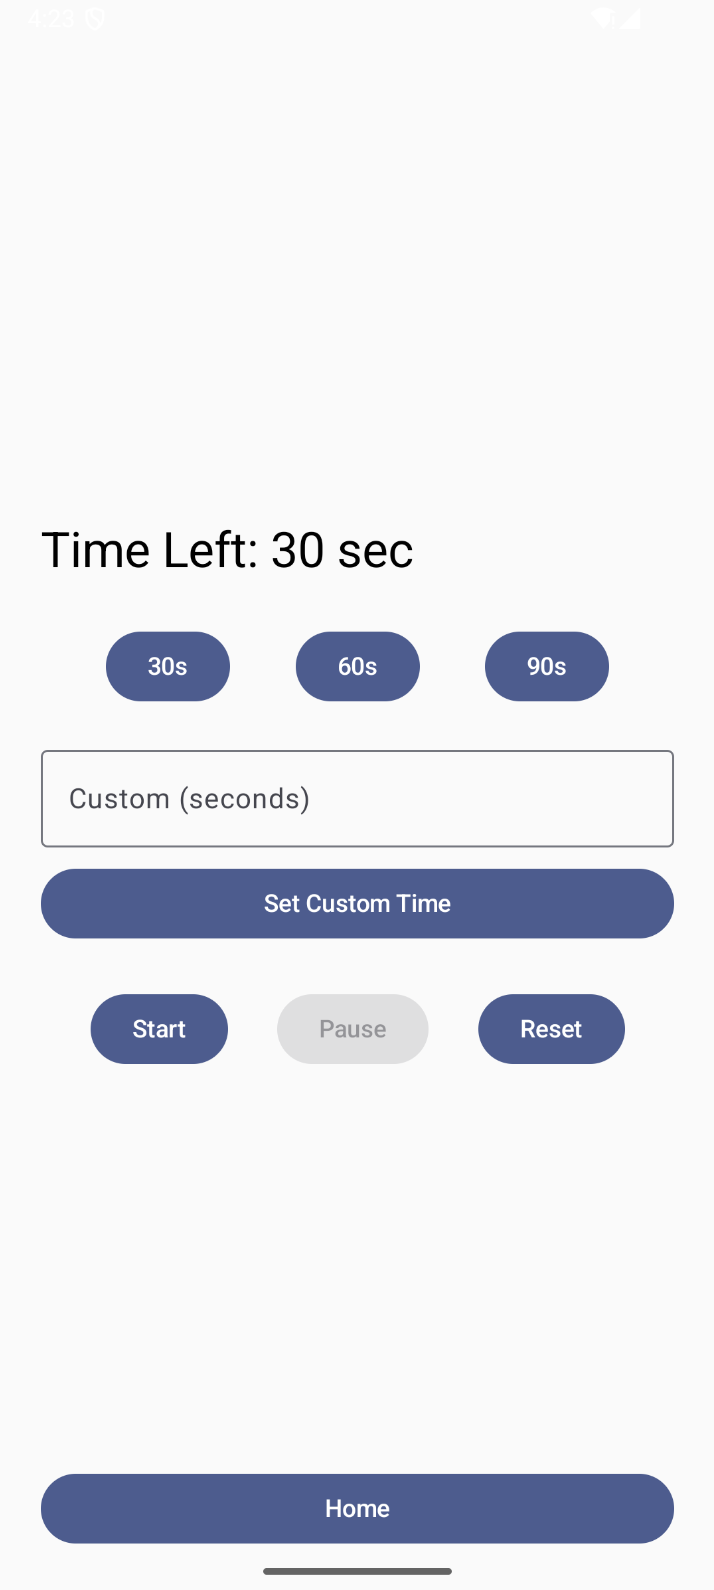 4:23
Time Left: 30 sec
30s 60s 90s
Custom (seconds)
Set Custom Time
Start Pause Reset
Home